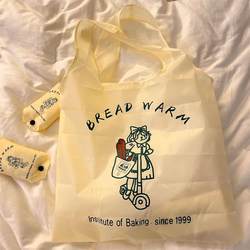 BREAD WARM
Institute of Baking. since 1999